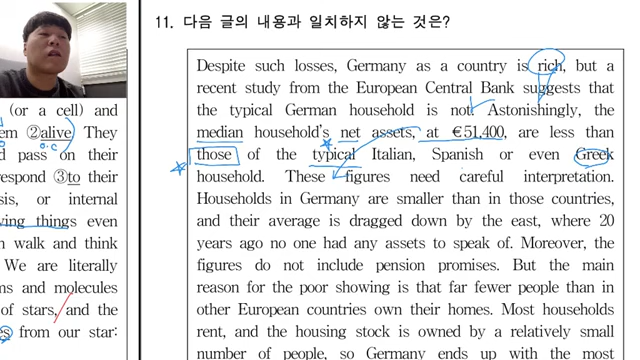 11. 다음 글의 내용과 일치하지 않는 것은?
(or a cell) and
②alive. They
o.c
pass on their
respond ③to their
or internal
things even
walk and think
We are literally
and molecules
of stars, and the
from our star:
Despite such losses, Germany as a country is rich, but a
recent study from the European Central Bank suggests that
the typical German household is not. Astonishingly, the
median household's net assets, at €51,400, are less than
those of the typical Italian, Spanish or even Greek
household. These figures need careful interpretation.
Households in Germany are smaller than in those countries,
and their average is dragged down by the east, where 20
years ago no one had any assets to speak of. Moreover, the
figures do not include pension promises. But the main
reason for the poor showing is that far fewer people than in
other European countries own their homes. Most households
rent, and the housing stock is owned by a relatively small
number of people, so Germany ends up with the most